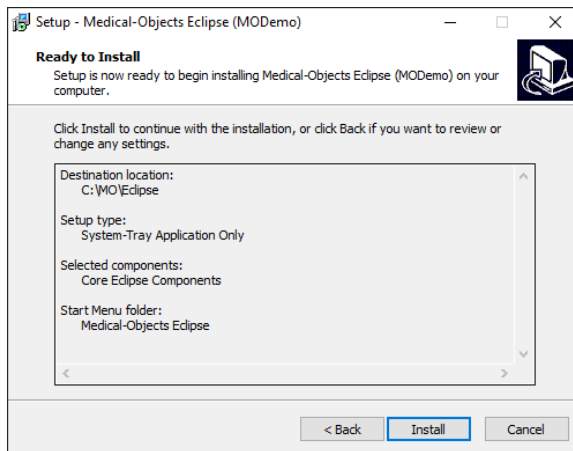 Setup - Medical-Objects Eclipse (MODemo)
Ready to Install
Setup is now ready to begin installing Medical-Objects Eclipse (MODemo) on your
computer.
Click Install to continue with the installation, or click Back if you want to review or
change any settings.
Destination location:
C:\MO\Eclipse
Setup type:
System-Tray Application Only
Selected components:
Core Eclipse Components
Start Menu folder:
Medical-Objects Eclipse
< Back
Install
Cancel